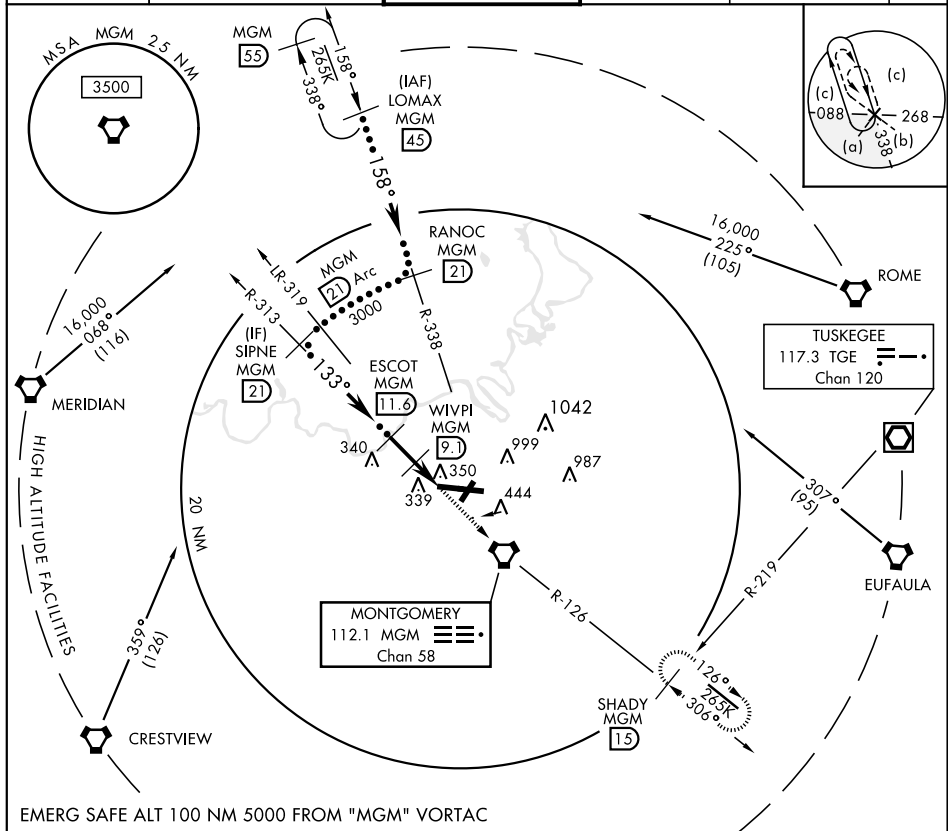 MSA MGM 25 NM
3500
MGM
55
265K
158°
338°
(IAF)
LOMAX
MGM
45
158°
(c)
(c)
088
268
(a)
338
(b)
RANOC
MGM
21
MGM
21 Arc
3000
LR-319
R-313
R-338
(IF)
SIPNE
MGM
21
133°
ESCOT
MGM
11.6
WIVPI
MGM
9.1
340
339
350
444
999
1042
987
16,000
225°
(105)
ROME
16,000
068°
(116)
MERIDIAN
TUSKEGEE
117.3 TGE
Chan 120
307°
(95)
EUFAULA
R-219
HIGH ALTITUDE FACILITIES
20 NM
359°
(126)
CRESTVIEW
MONTGOMERY
112.1 MGM
Chan 58
R-126
126°
265K
306°
SHADY
MGM
15
EMERG SAFE ALT 100 NM 5000 FROM "MGM" VORTAC